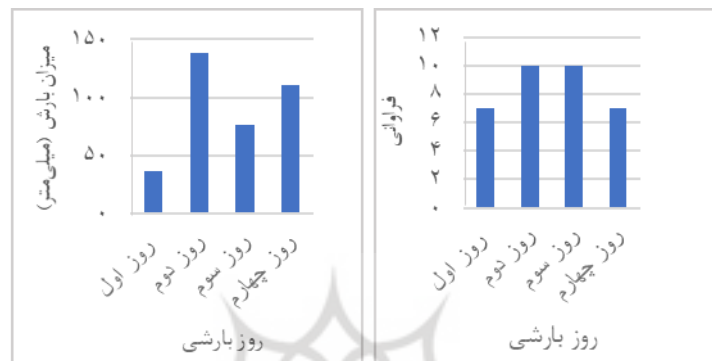 میزان بارش (میلی‌متر)
۱۵۰
۱۰۰
۵۰
۰
روز اول
روز دوم
روز سوم
روز چهارم
روز بارشی
فراوانی
۱۲
۱۰
۸
۶
۴
۲
۰
روز اول
روز دوم
روز سوم
روز چهارم
روز بارشی